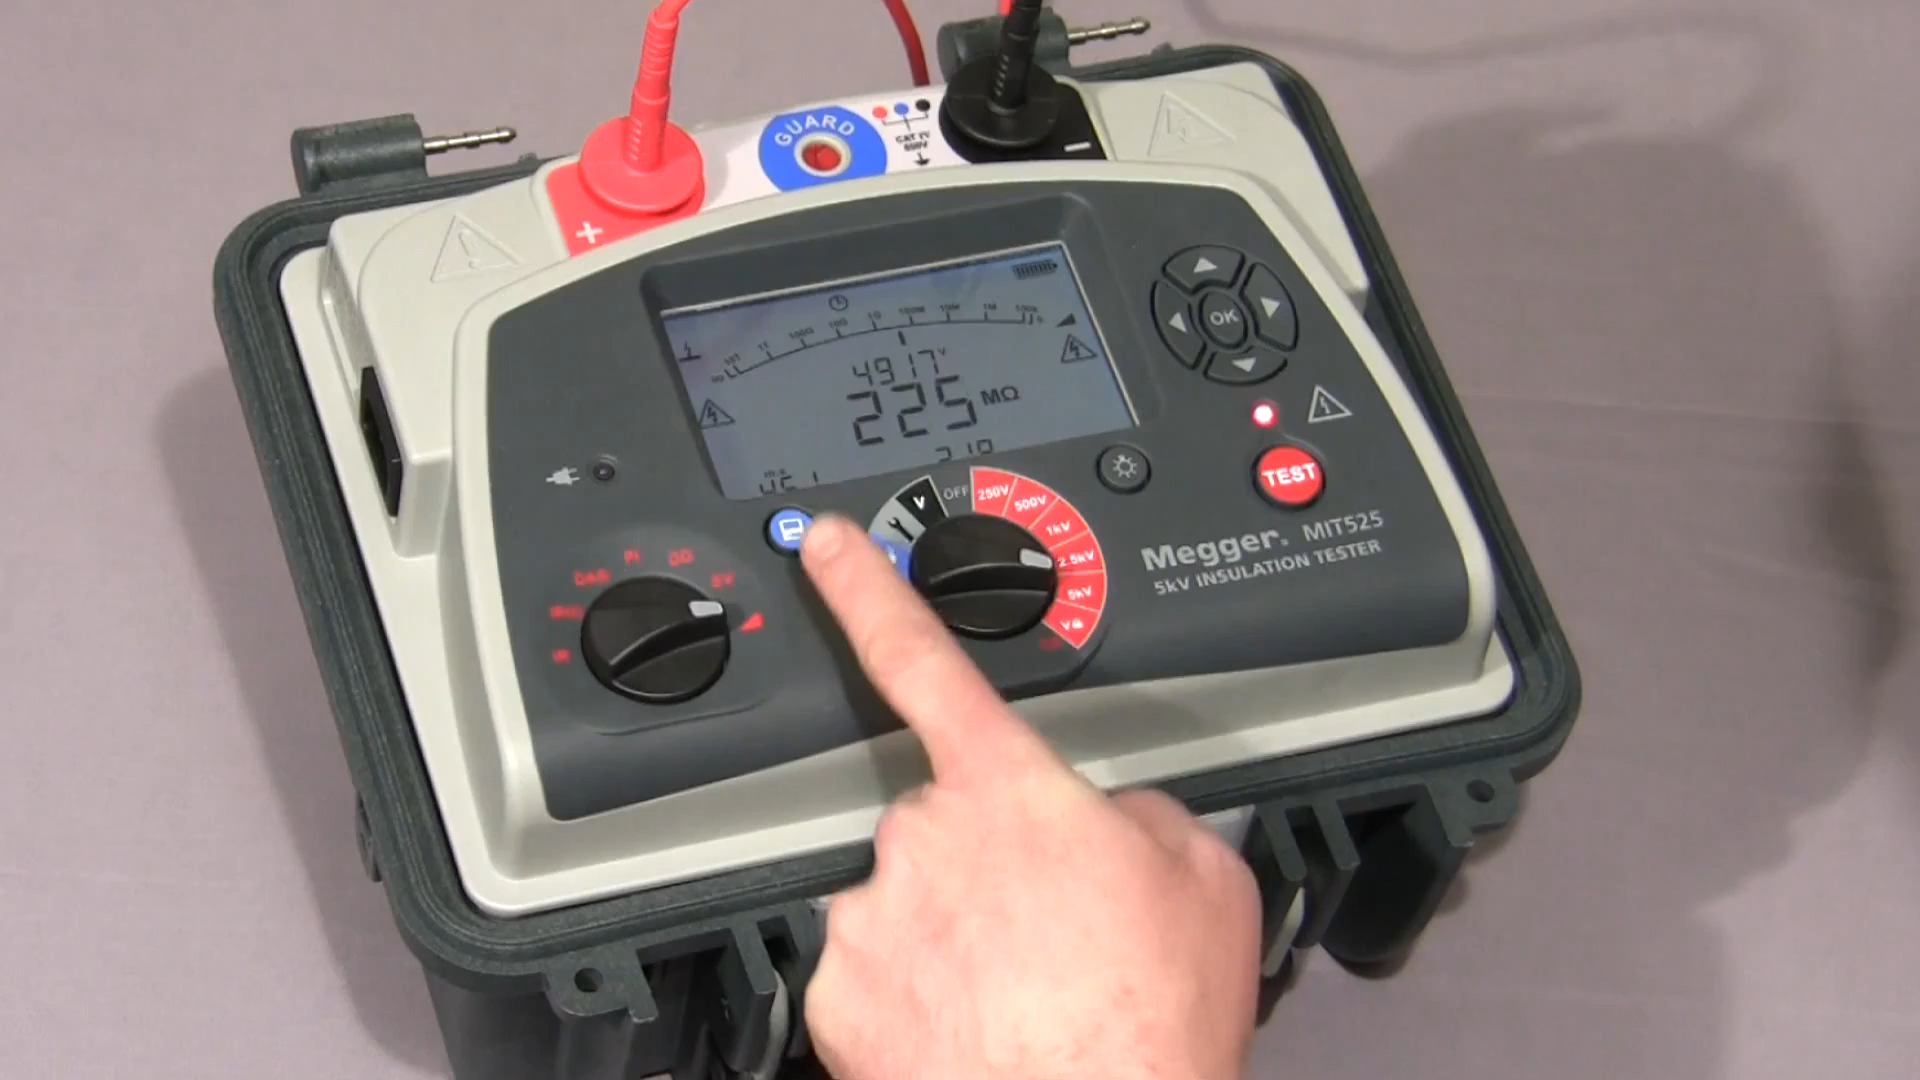 GUARD
CAT IV
600V
+
−
4917 V
225 MΩ
OFF
V
250V
500V
1kV
2.5kV
5kV
OK
TEST
Megger. MIT525
5kV INSULATION TESTER
DAR
PI
DD
SV
IR